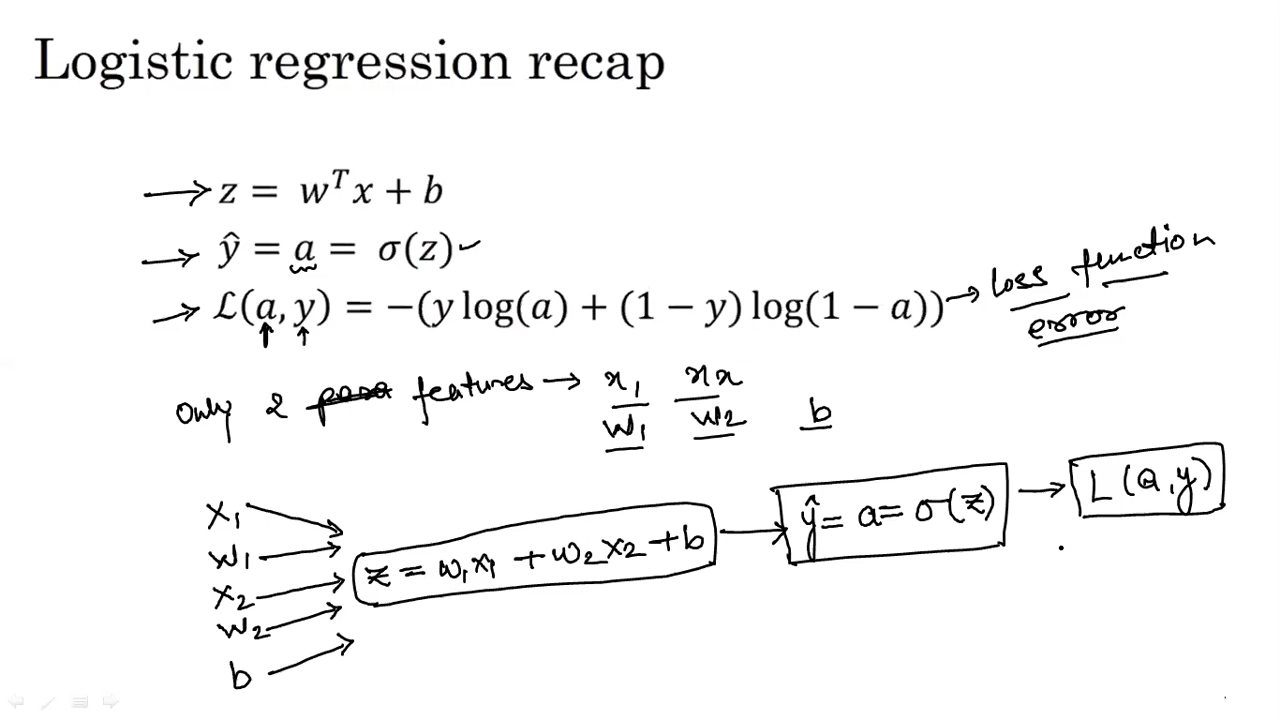 Logistic regression recap
z = wᵀx + b
ŷ = a = σ(z)
ℒ(a, y) = −(y log(a) + (1 − y) log(1 − a))
loss function
error
Only 2 features → x₁ x₂
w₁ w₂ b
x₁
w₁
x₂
w₂
b
z = w₁x₁ + w₂x₂ + b
ŷ = a = σ(z)
L(a, y)